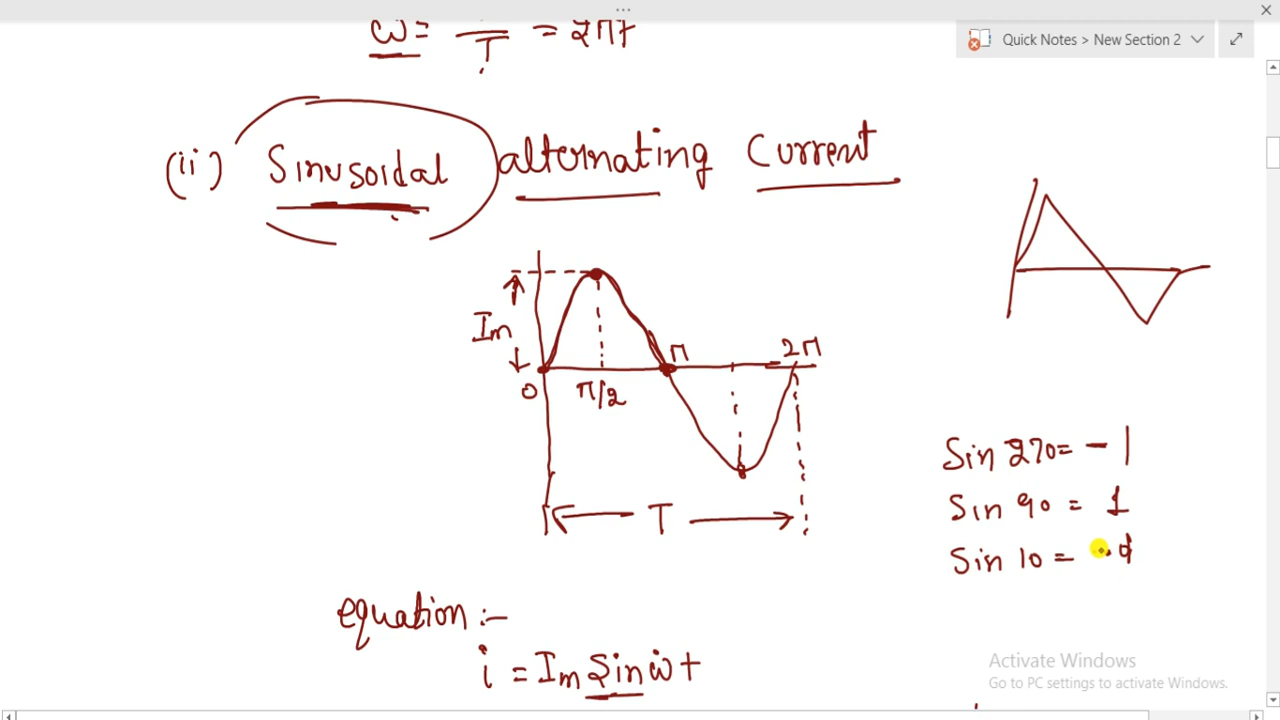 Quick Notes > New Section 2
ω = /T = 2πf
(ii) Sinusoidal alternating Current
Im
0
π/2
π
2π
T
Sin 270= -1
Sin 90 = 1
Sin 10 =
equation :-
i = Im Sin ωt
Activate Windows
Go to PC settings to activate Windows.